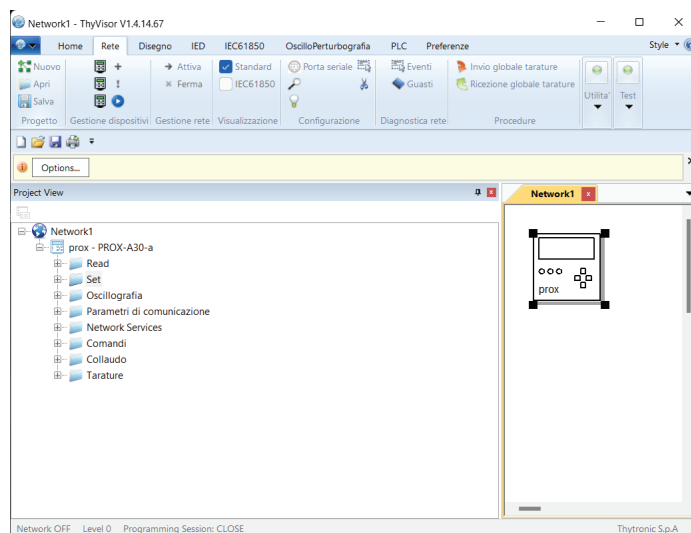 Network1 - ThyVisor V1.4.14.67
Home Rete Disegno IED IEC61850 OscilloPerturbografia PLC Preferenze Style
Nuovo Attiva Standard Porta seriale Eventi Invio globale tarature
Apri Ferma IEC61850 Guasti Ricezione globale tarature
Salva Utilita' Test
Progetto Gestione dispositivi Gestione rete Visualizzazione Configurazione Diagnostica rete Procedure
Options...
Project View
Network1
Network1
prox - PROX-A30-a
Read
Set
Oscillografia
Parametri di comunicazione
Network Services
Comandi
Collaudo
Tarature
prox
Network OFF Level 0 Programming Session: CLOSE Thytronic S.p.A